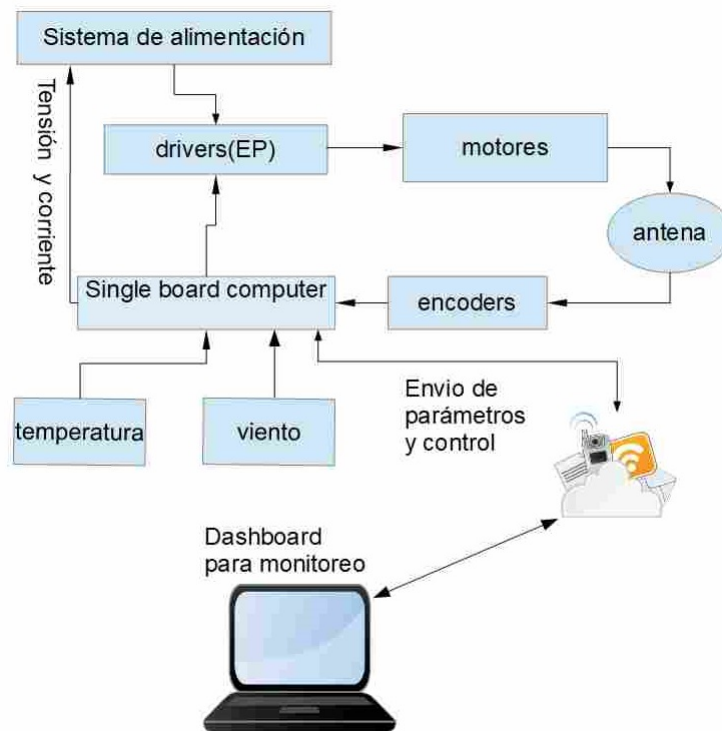 Sistema de alimentación
Tensión y corriente
drivers(EP)
motores
antena
Single board computer
encoders
temperatura
viento
Envio de
parámetros
y control
Dashboard
para monitoreo